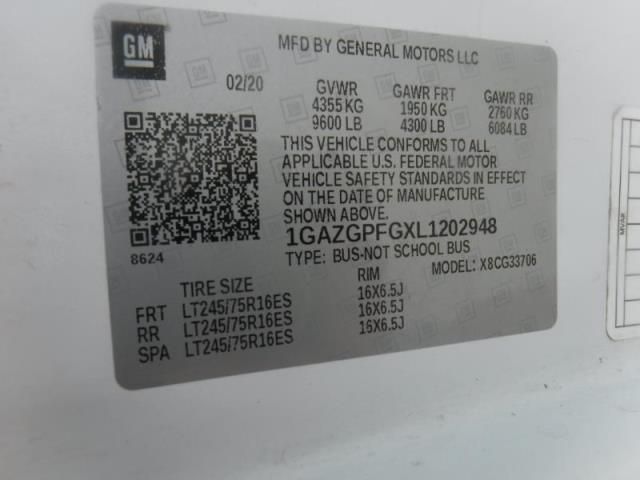 GM
MFD BY GENERAL MOTORS LLC
02/20 GVWR GAWR FRT GAWR RR
4355 KG 1950 KG 2760 KG
9600 LB 4300 LB 6084 LB
THIS VEHICLE CONFORMS TO ALL
APPLICABLE U.S. FEDERAL MOTOR
VEHICLE SAFETY STANDARDS IN EFFECT
ON THE DATE OF MANUFACTURE
SHOWN ABOVE.
8624
1GAZGPFGXL1202948
TYPE: BUS-NOT SCHOOL BUS MODEL: X8CG33706
TIRE SIZE RIM
FRT LT245/75R16ES 16X6.5J
RR LT245/75R16ES 16X6.5J
SPA LT245/75R16ES 16X6.5J